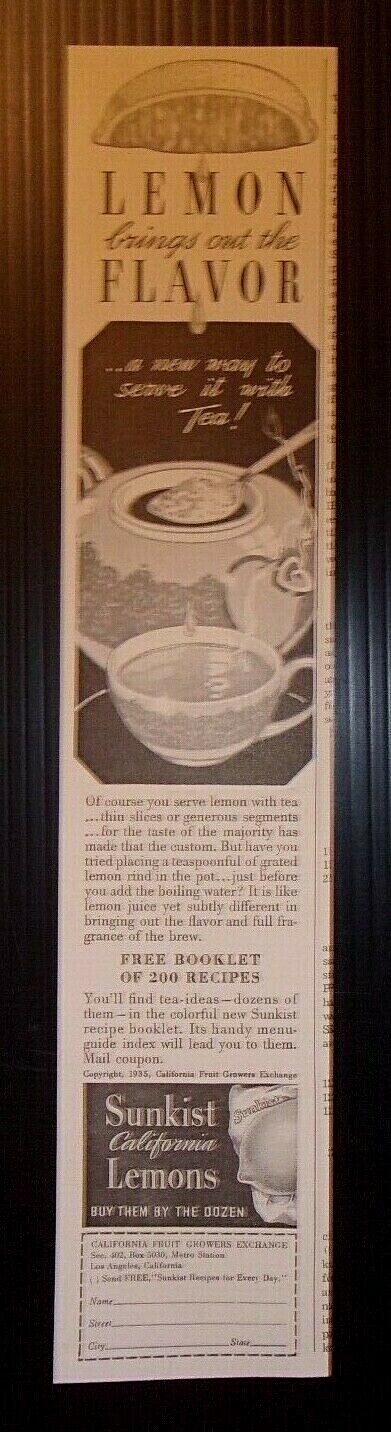 LEMON
brings out the
FLAVOR
...a new way to
serve it with
Tea!
Of course you serve lemon with tea
...thin slices or generous segments
...for the taste of the majority has
made that the custom. But have you
tried placing a teaspoonful of grated
lemon rind in the pot...just before
you add the boiling water? It is like
lemon juice yet subtly different in
bringing out the flavor and full fra-
grance of the brew.
FREE BOOKLET
OF 200 RECIPES
You'll find tea-ideas—dozens of
them—in the colorful new Sunkist
recipe booklet. Its handy menu-
guide index will lead you to them.
Mail coupon.
Copyright, 1935, California Fruit Growers Exchange
Sunkist
California
Lemons
BUY THEM BY THE DOZEN
Sunkist
CALIFORNIA FRUIT GROWERS EXCHANGE
Sec. 402, Box 5030, Metro Station
Los Angeles, California
( ) Send FREE, "Sunkist Recipes for Every Day."
Name
Street
City State